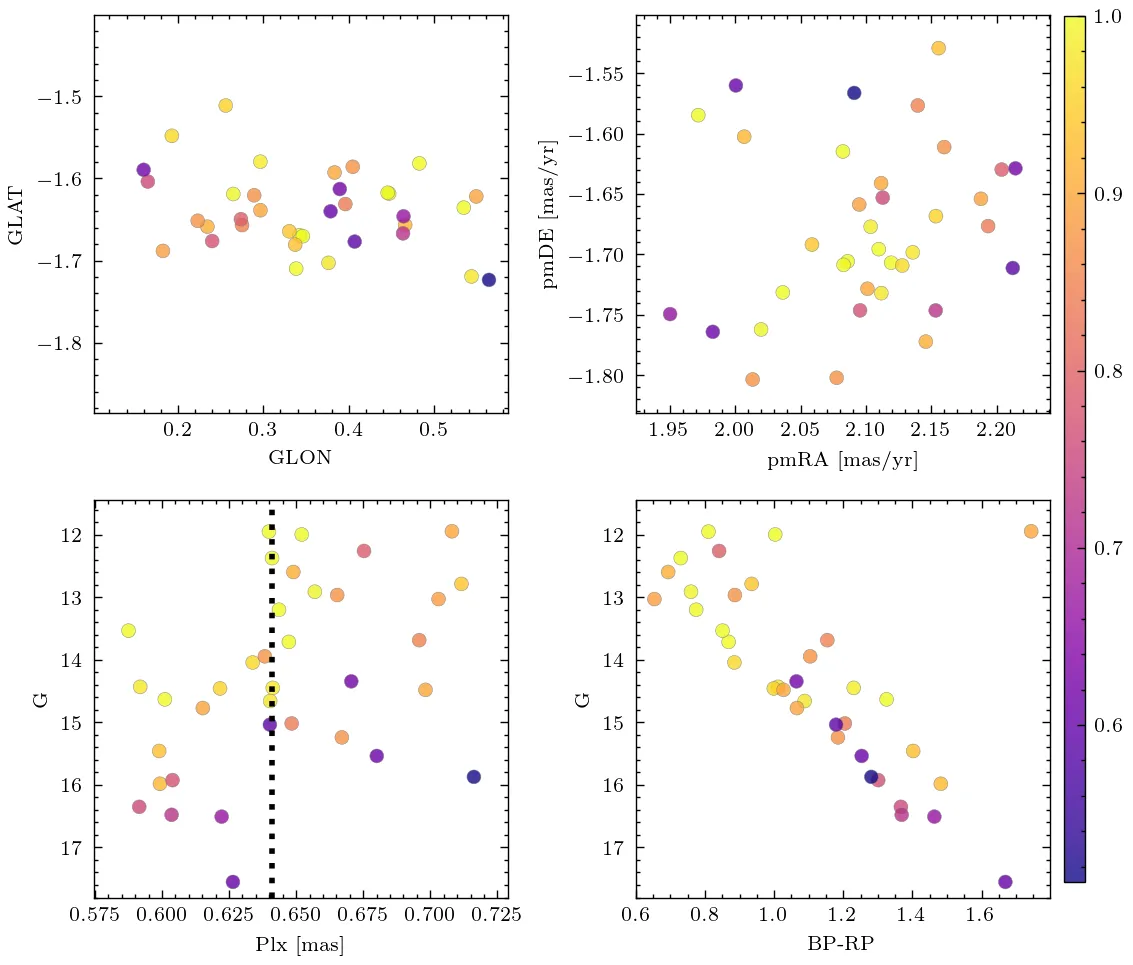 −1.5
−1.6
−1.7
−1.8
GLAT
0.2 0.3 0.4 0.5
GLON
−1.55
−1.60
−1.65
−1.70
−1.75
−1.80
pmDE [mas/yr]
1.95 2.00 2.05 2.10 2.15 2.20
pmRA [mas/yr]
1.0
0.9
0.8
0.7
0.6
12
13
14
15
16
17
G
0.575 0.600 0.625 0.650 0.675 0.700 0.725
Plx [mas]
12
13
14
15
16
17
G
0.6 0.8 1.0 1.2 1.4 1.6
BP-RP